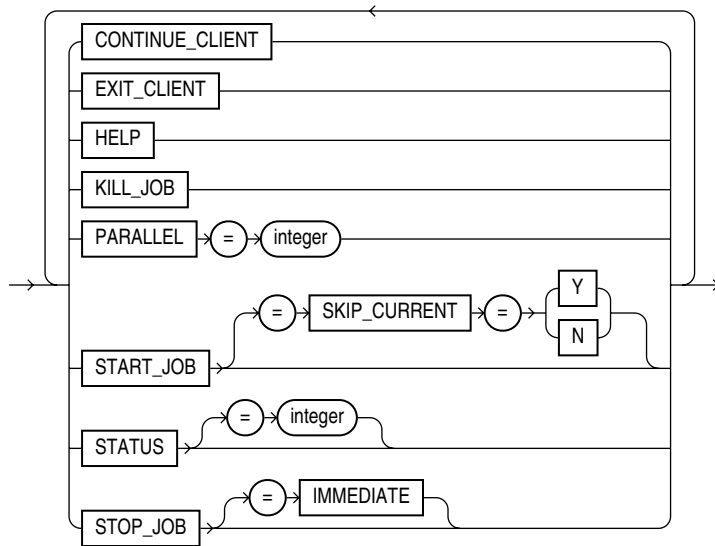 CONTINUE_CLIENT
EXIT_CLIENT
HELP
KILL_JOB
PARALLEL = integer
START_JOB = SKIP_CURRENT = Y
N
STATUS = integer
STOP_JOB = IMMEDIATE